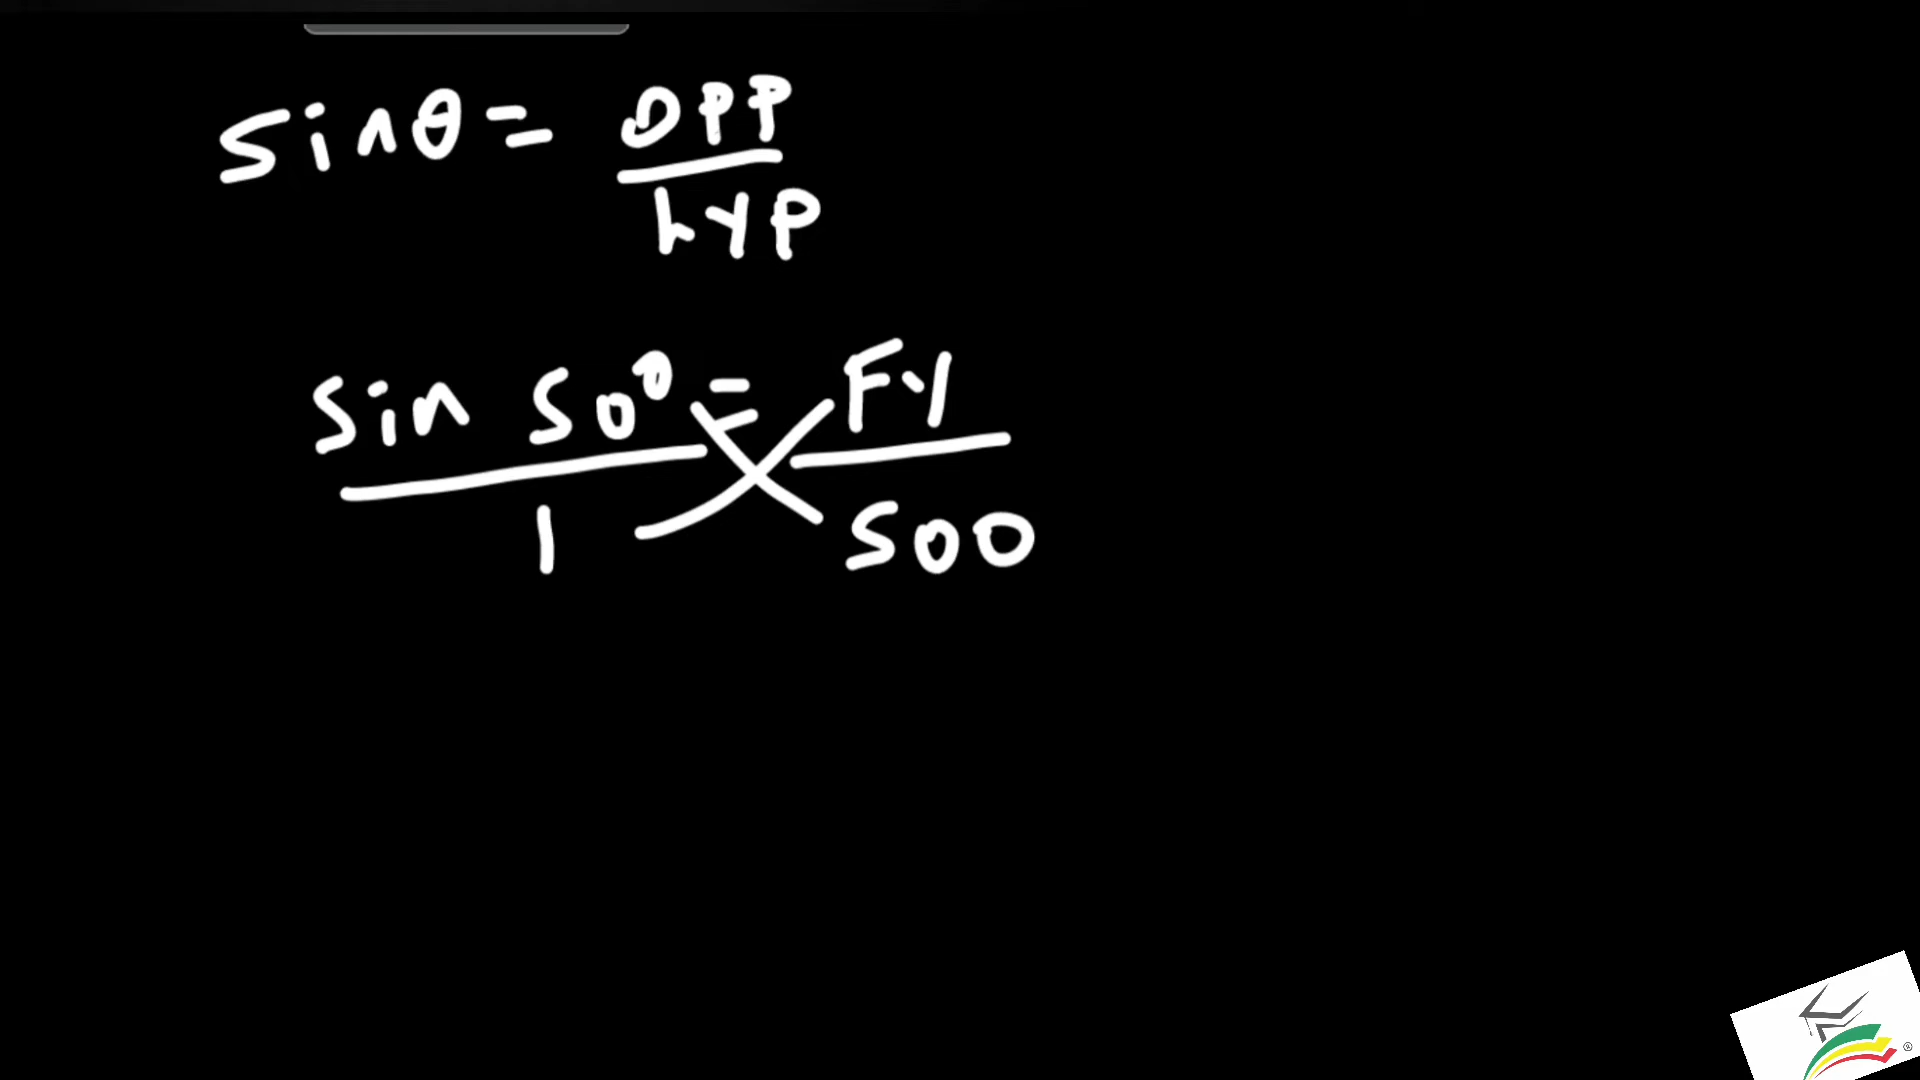 sinθ = opp
hyp
sin 50° = Fy
1 500
®